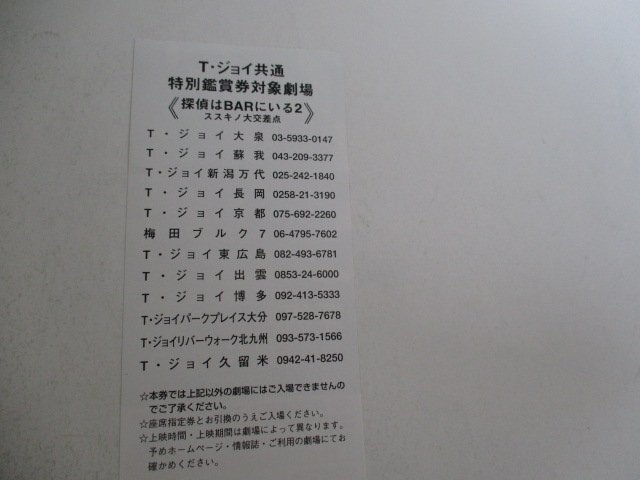 T・ジョイ共通
特別鑑賞券対象劇場
《探偵はBARにいる2》
ススキノ大交差点
T・ジョイ大泉 03-5933-0147
T・ジョイ蘇我 043-209-3377
T・ジョイ新潟万代 025-242-1840
T・ジョイ長岡 0258-21-3190
T・ジョイ京都 075-692-2260
梅田ブルク7 06-4795-7602
T・ジョイ東広島 082-493-6781
T・ジョイ出雲 0853-24-6000
T・ジョイ博多 092-413-5333
T・ジョイパークプレイス大分 097-528-7678
T・ジョイリバーウォーク北九州 093-573-1566
T・ジョイ久留米 0942-41-8250
☆本券では上記以外の劇場にはご入場できませんの
でご了承ください。
☆座席指定券とお引換のうえご入場ください。
☆上映時間・上映期間は劇場によって異なります。
予めホームページ・情報誌・ご利用の劇場にてお
確かめください。